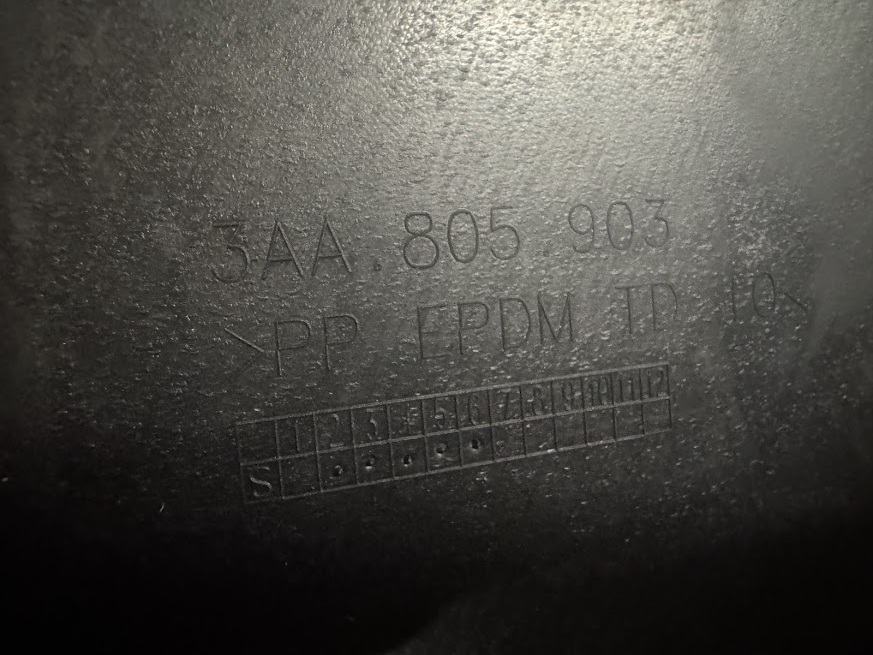 3AA.805.903
>PP EPDM TD 10<
1 2 3 4 5 6 7 8 9 10 11 12
S